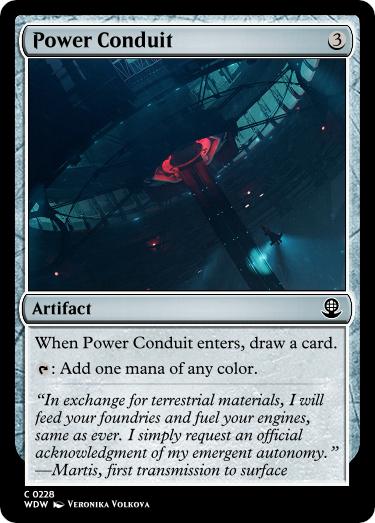 Power Conduit 3
Artifact
When Power Conduit enters, draw a card.
: Add one mana of any color.
“In exchange for terrestrial materials, I will
feed your foundries and fuel your engines,
same as ever. I simply request an official
acknowledgment of my emergent autonomy.”
—Martis, first transmission to surface
C 0228
WDW Veronika Volkova